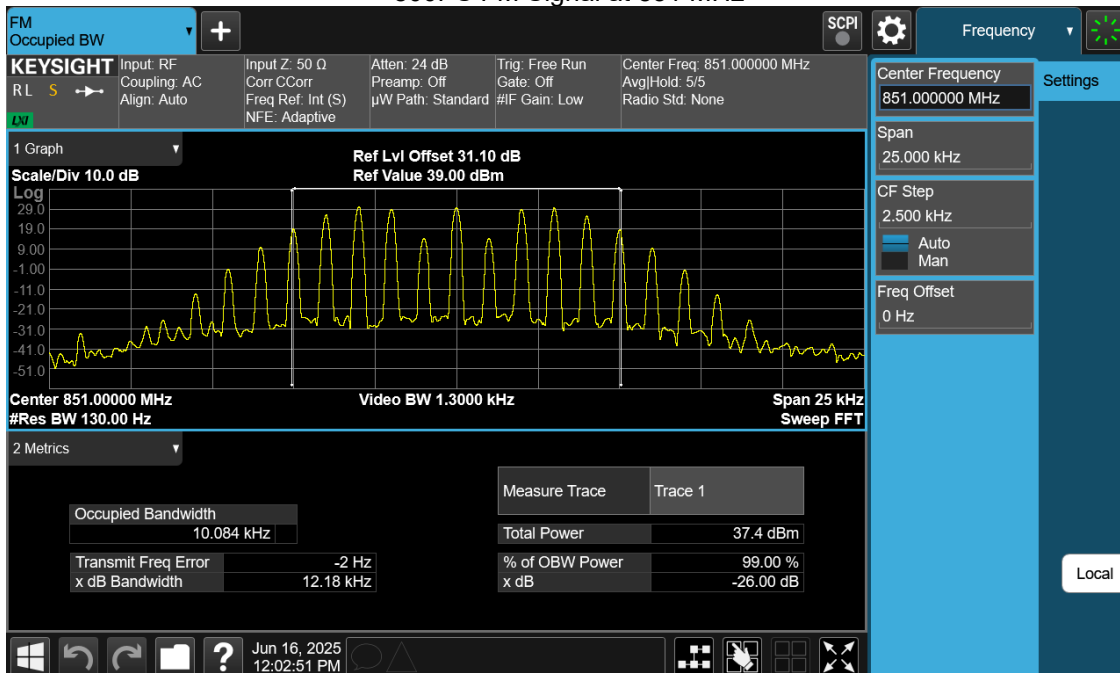 FM
Occupied BW
SCPI
Frequency
KEYSIGHT
RL S
LXI
Input: RF
Coupling: AC
Align: Auto
Input Z: 50 Ω
Corr CCorr
Freq Ref: Int (S)
NFE: Adaptive
Atten: 24 dB
Preamp: Off
µW Path: Standard
Trig: Free Run
Gate: Off
#IF Gain: Low
Center Freq: 851.000000 MHz
Avg|Hold: 5/5
Radio Std: None
Center Frequency
851.000000 MHz
Settings
Span
25.000 kHz
CF Step
2.500 kHz
Auto
Man
Freq Offset
0 Hz
1 Graph
Scale/Div 10.0 dB
Ref Lvl Offset 31.10 dB
Ref Value 39.00 dBm
Log
29.0
19.0
9.00
-1.00
-11.0
-21.0
-31.0
-41.0
-51.0
Center 851.00000 MHz
#Res BW 130.00 Hz
Video BW 1.3000 kHz
Span 25 kHz
Sweep FFT
2 Metrics
Measure Trace Trace 1
Occupied Bandwidth
10.084 kHz
Total Power 37.4 dBm
Transmit Freq Error -2 Hz
% of OBW Power 99.00 %
x dB Bandwidth 12.18 kHz
x dB -26.00 dB
Local
?
Jun 16, 2025
12:02:51 PM